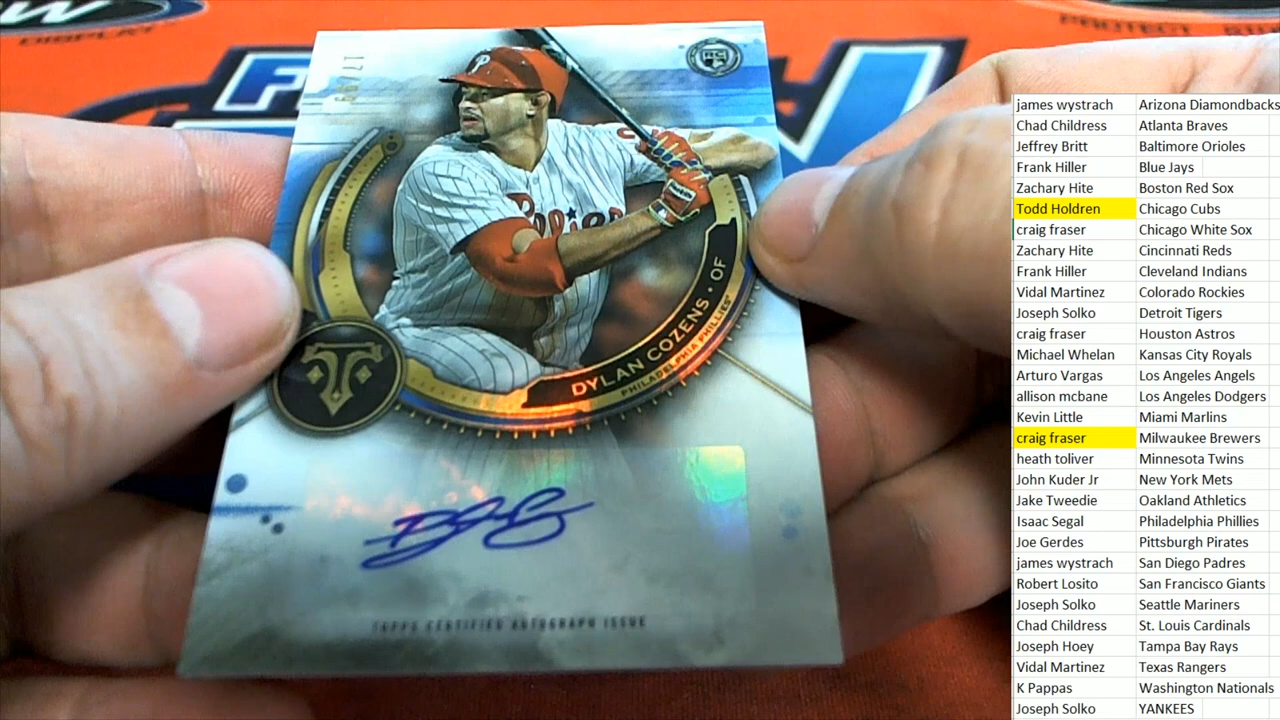 DISPLAY
17/99
RC
P
Phillies
DYLAN COZENS • OF
PHILADELPHIA PHILLIES
T
TOPPS CERTIFIED AUTOGRAPH ISSUE
james wystrach Arizona Diamondbacks
Chad Childress Atlanta Braves
Jeffrey Britt Baltimore Orioles
Frank Hiller Blue Jays
Zachary Hite Boston Red Sox
Todd Holdren Chicago Cubs
craig fraser Chicago White Sox
Zachary Hite Cincinnati Reds
Frank Hiller Cleveland Indians
Vidal Martinez Colorado Rockies
Joseph Solko Detroit Tigers
craig fraser Houston Astros
Michael Whelan Kansas City Royals
Arturo Vargas Los Angeles Angels
allison mcbane Los Angeles Dodgers
Kevin Little Miami Marlins
craig fraser Milwaukee Brewers
heath toliver Minnesota Twins
John Kuder Jr New York Mets
Jake Tweedie Oakland Athletics
Isaac Segal Philadelphia Phillies
Joe Gerdes Pittsburgh Pirates
james wystrach San Diego Padres
Robert Losito San Francisco Giants
Joseph Solko Seattle Mariners
Chad Childress St. Louis Cardinals
Joseph Hoey Tampa Bay Rays
Vidal Martinez Texas Rangers
K Pappas Washington Nationals
Joseph Solko YANKEES